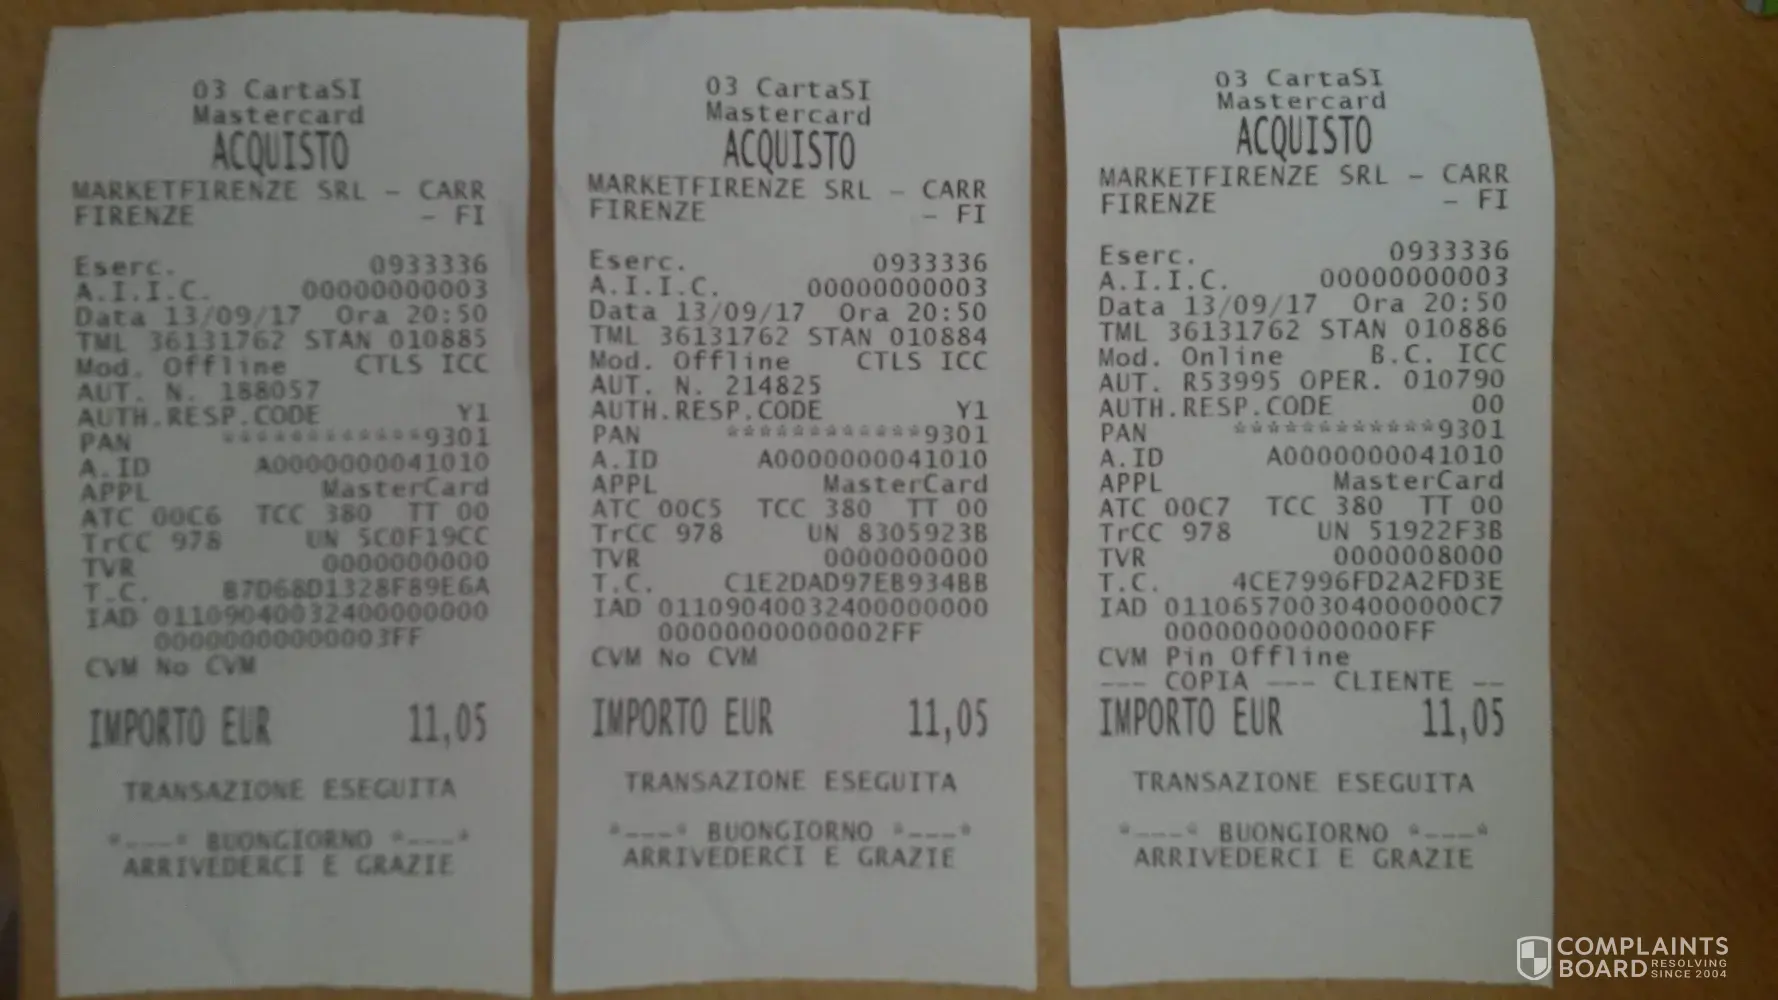 03 CartaSI
Mastercard
ACQUISTO
MARKETFIRENZE SRL - CARR
FIRENZE - FI
Eserc. 0933336
A.I.I.C. 00000000003
Data 13/09/17 Ora 20:50
TML 36131762 STAN 010885
Mod. Offline CTLS ICC
AUT. N. 188057
AUTH.RESP.CODE Y1
PAN ************9301
A.ID A0000000041010
APPL MasterCard
ATC 00C6 TCC 380 TT 00
TrCC 978 UN 5C0F19CC
TVR 0000000000
T.C. 87D68D1328F89E6A
IAD 01109040032400000000
00000000000003FF
CVM No CVM
IMPORTO EUR 11,05
TRANSAZIONE ESEGUITA
*---* BUONGIORNO *---*
ARRIVEDERCI E GRAZIE
03 CartaSI
Mastercard
ACQUISTO
MARKETFIRENZE SRL - CARR
FIRENZE - FI
Eserc. 0933336
A.I.I.C. 00000000003
Data 13/09/17 Ora 20:50
TML 36131762 STAN 010884
Mod. Offline CTLS ICC
AUT. N. 214825
AUTH.RESP.CODE Y1
PAN ************9301
A.ID A0000000041010
APPL MasterCard
ATC 00C5 TCC 380 TT 00
TrCC 978 UN 8305923B
TVR 0000000000
T.C. C1E2DAD97EB934BB
IAD 01109040032400000000
00000000000002FF
CVM No CVM
IMPORTO EUR 11,05
TRANSAZIONE ESEGUITA
*---* BUONGIORNO *---*
ARRIVEDERCI E GRAZIE
03 CartaSI
Mastercard
ACQUISTO
MARKETFIRENZE SRL - CARR
FIRENZE - FI
Eserc. 0933336
A.I.I.C. 00000000003
Data 13/09/17 Ora 20:50
TML 36131762 STAN 010886
Mod. Online B.C. ICC
AUT. R53995 OPER. 010790
AUTH.RESP.CODE 00
PAN ************9301
A.ID A0000000041010
APPL MasterCard
ATC 00C7 TCC 380 TT 00
TrCC 978 UN 51922F3B
TVR 0000008000
T.C. 4CE7996FD2A2FD3E
IAD 011065700304000000C7
00000000000000FF
CVM Pin Offline
--- COPIA --- CLIENTE --
IMPORTO EUR 11,05
TRANSAZIONE ESEGUITA
*---* BUONGIORNO *---*
ARRIVEDERCI E GRAZIE
COMPLAINTS
BOARD RESOLVING
SINCE 2004